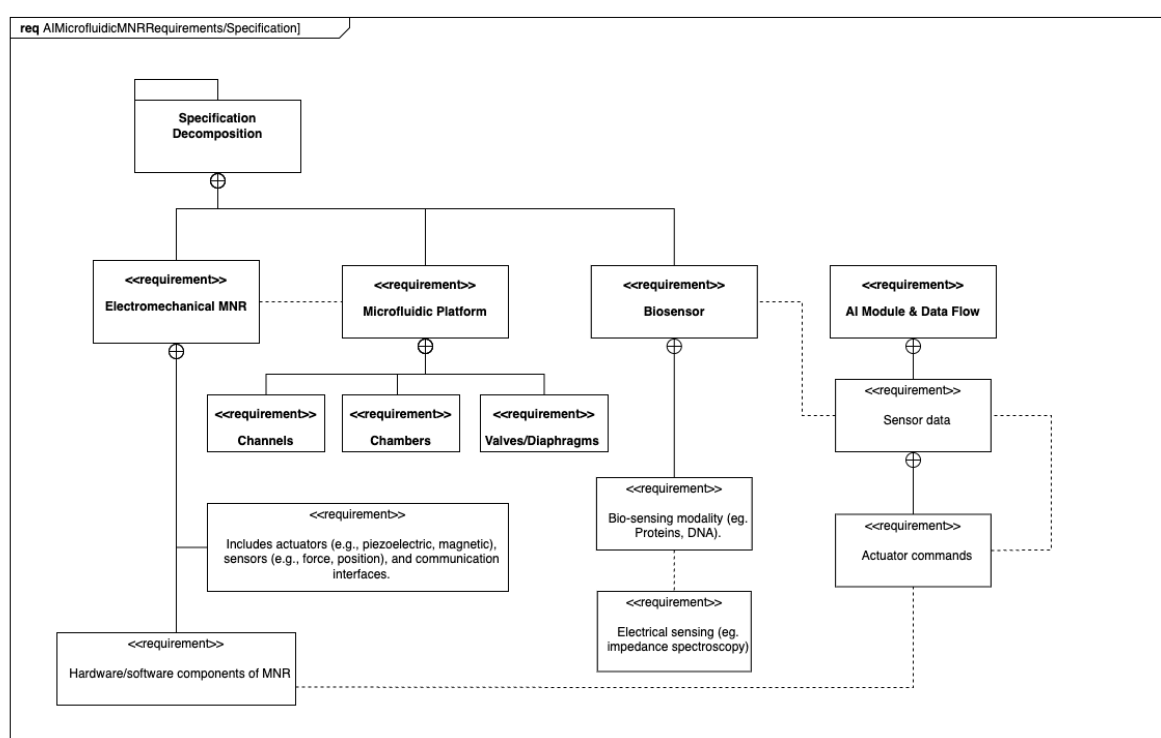 req AIMicrofluidicMNRRequirements/Specification]
Specification
Decomposition
<<requirement>>
Electromechanical MNR
<<requirement>>
Microfluidic Platform
<<requirement>>
Biosensor
<<requirement>>
AI Module & Data Flow
<<requirement>>
Channels
<<requirement>>
Chambers
<<requirement>>
Valves/Diaphragms
<<requirement>>
Sensor data
<<requirement>>
Includes actuators (e.g., piezoelectric, magnetic),
sensors (e.g., force, position), and communication
interfaces.
<<requirement>>
Bio-sensing modality (eg.
Proteins, DNA).
<<requirement>>
Actuator commands
<<requirement>>
Electrical sensing (eg.
impedance spectroscopy)
<<requirement>>
Hardware/software components of MNR